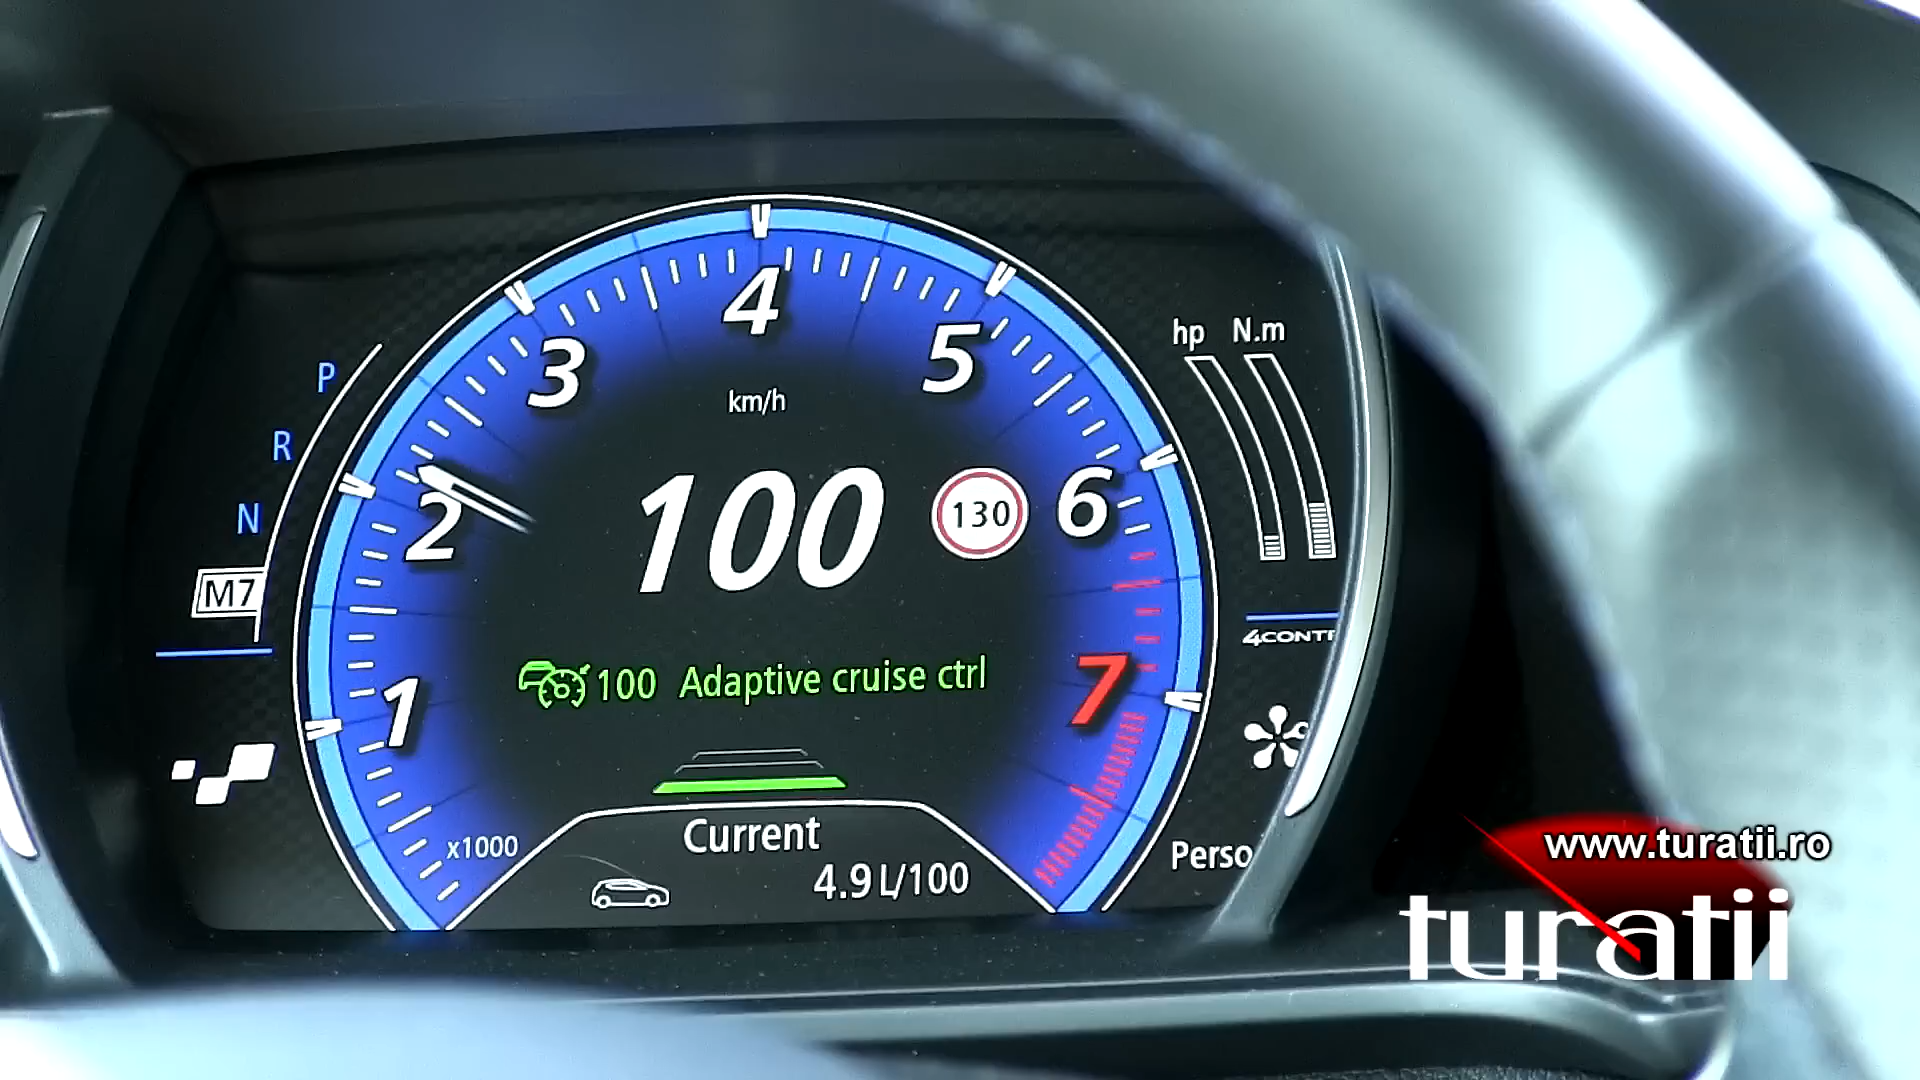 4
3
5
hp N.m
P
km/h
R
2
100
130
6
N
M7
4CONTR
100 Adaptive cruise ctrl
1
7
x1000
Current
4.9 L/100
Perso
www.turatii.ro
turatii